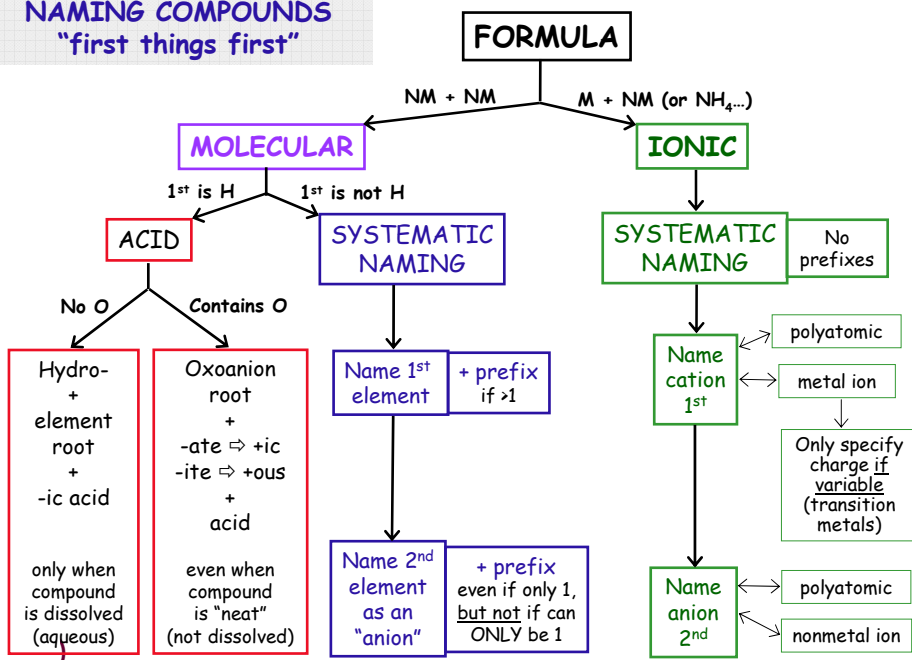 NAMING COMPOUNDS
“first things first”
FORMULA
NM + NM
M + NM (or NH₄…)
MOLECULAR
IONIC
1ˢᵗ is H
1ˢᵗ is not H
ACID
SYSTEMATIC
NAMING
SYSTEMATIC
NAMING
No
prefixes
No O
Contains O
Hydro-
+
element
root
+
-ic acid
only when
compound
is dissolved
(aqueous)
Oxoanion
root
+
-ate ⇨ +ic
-ite ⇨ +ous
+
acid
even when
compound
is “neat”
(not dissolved)
Name 1ˢᵗ
element
+ prefix
if >1
Name 2ⁿᵈ
element
as an
“anion”
+ prefix
even if only 1,
but not if can
ONLY be 1
Name
cation
1ˢᵗ
polyatomic
metal ion
Only specify
charge if
variable
(transition
metals)
Name
anion
2ⁿᵈ
polyatomic
nonmetal ion